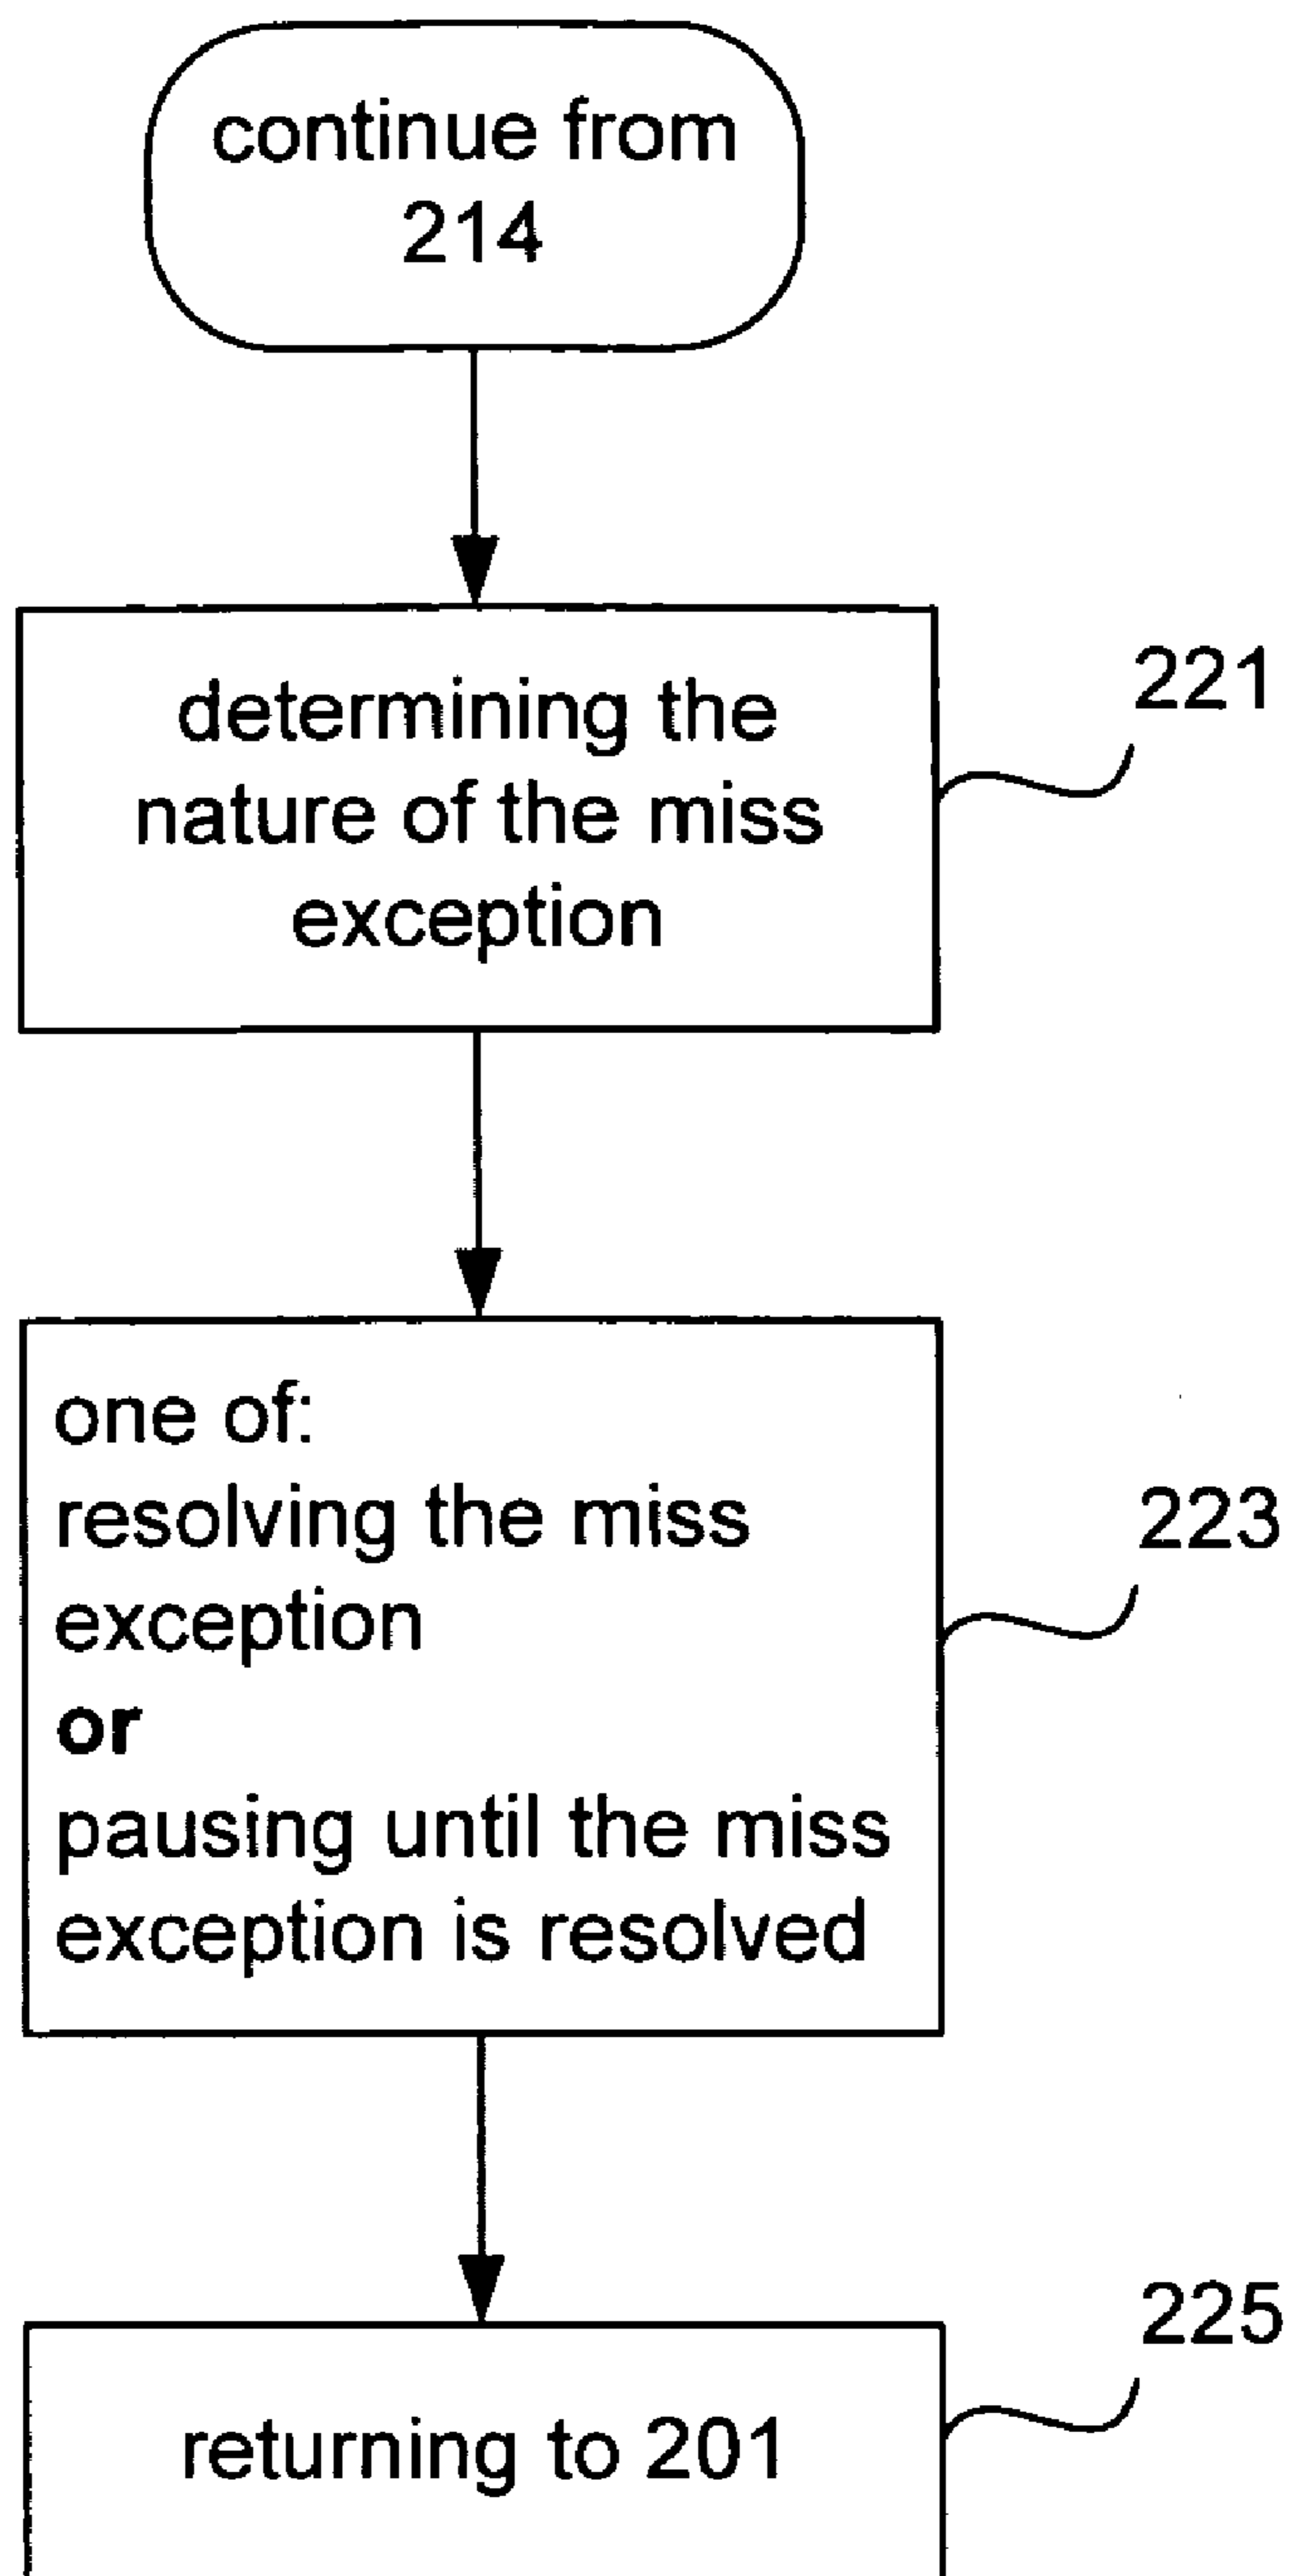 continue from
214
determining the
nature of the miss
exception
221
one of:
resolving the miss
exception
or
pausing until the miss
exception is resolved
223
returning to 201
225